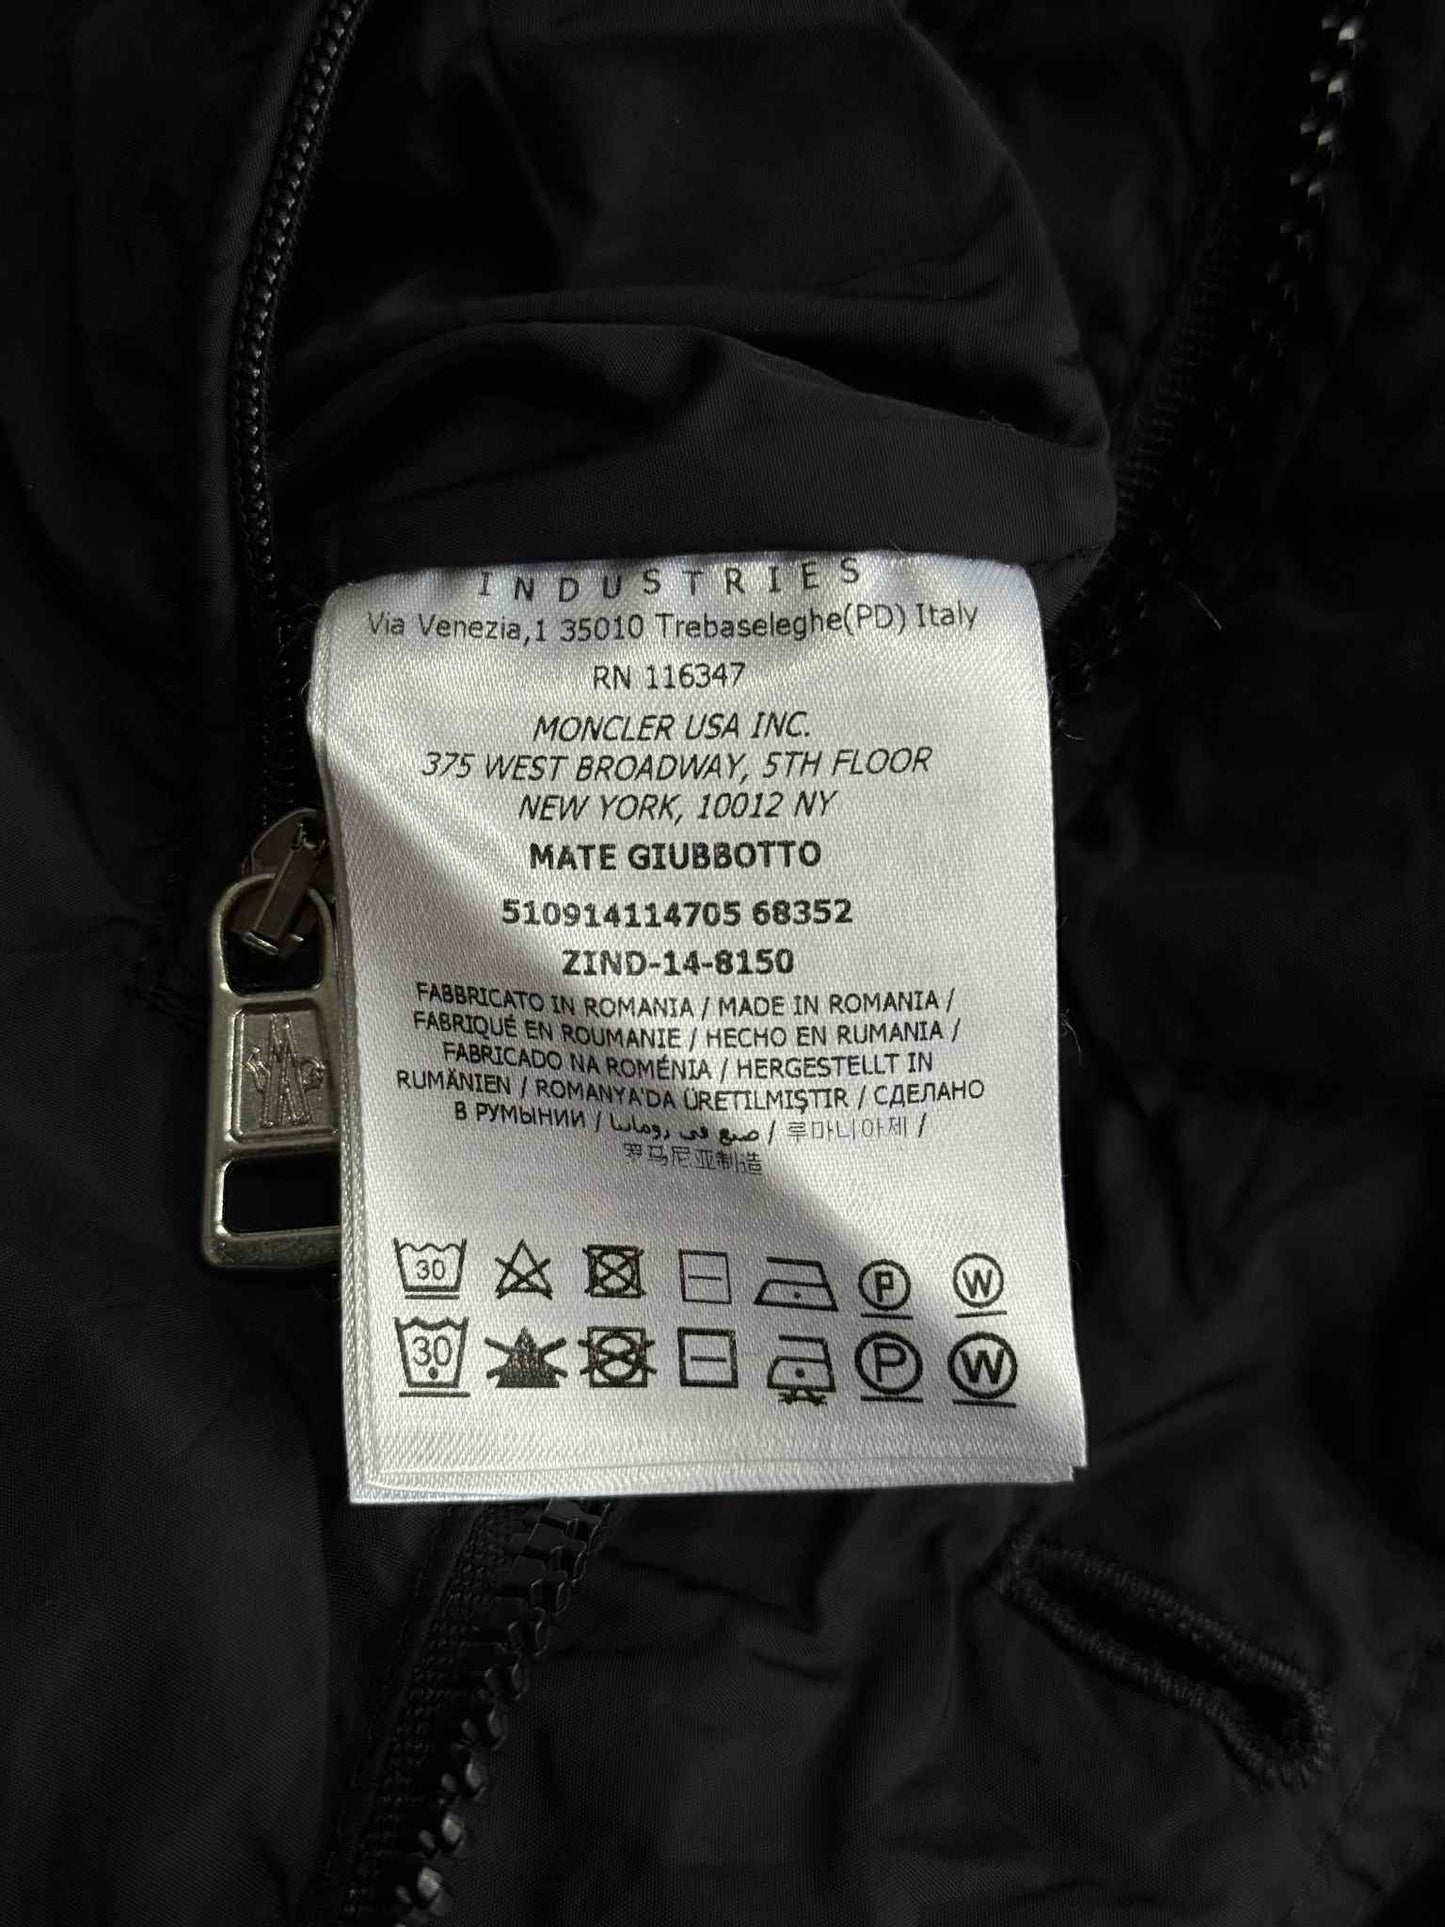 INDUSTRIES
Via Venezia,1 35010 Trebaseleghe(PD) Italy
RN 116347
MONCLER USA INC.
375 WEST BROADWAY, 5TH FLOOR
NEW YORK, 10012 NY
MATE GIUBBOTTO
510914114705 68352
ZIND-14-8150
FABBRICATO IN ROMANIA / MADE IN ROMANIA /
FABRIQUÉ EN ROUMANIE / HECHO EN RUMANIA /
FABRICADO NA ROMÉNIA / HERGESTELLT IN
RUMÄNIEN / ROMANYA'DA ÜRETILMIŞTIR / СДЕЛАНО
В РУМЫНИИ / صنع في رومانيا / 루마니아제 /
罗马尼亚制造
30 P W
30 P W